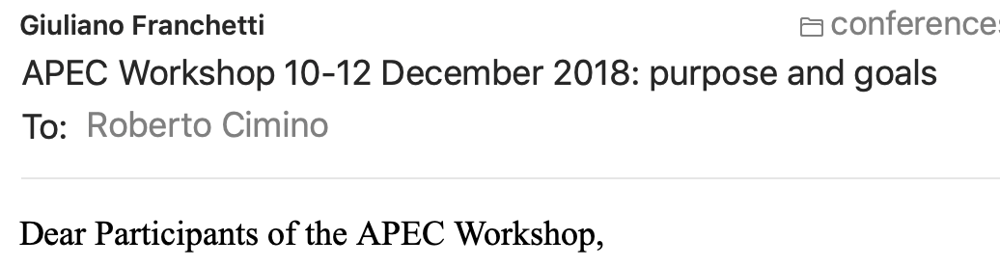 Giuliano Franchetti
conferences
APEC Workshop 10-12 December 2018: purpose and goals
To: Roberto Cimino
Dear Participants of the APEC Workshop,